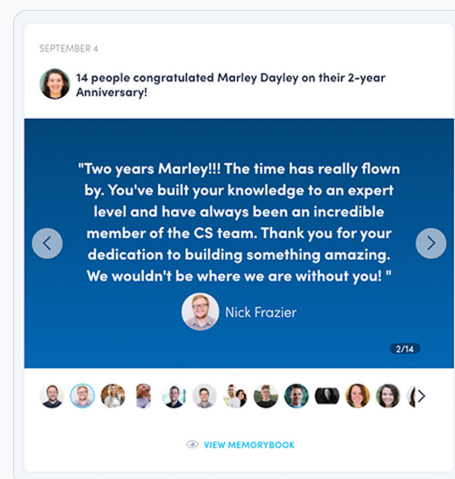 SEPTEMBER 4
14 people congratulated Marley Dayley on their 2-year
Anniversary!
"Two years Marley!!! The time has really flown
by. You've built your knowledge to an expert
level and have always been an incredible
member of the CS team. Thank you for your
dedication to building something amazing.
We wouldn't be where we are without you! "
Nick Frazier
2/14
VIEW MEMORYBOOK